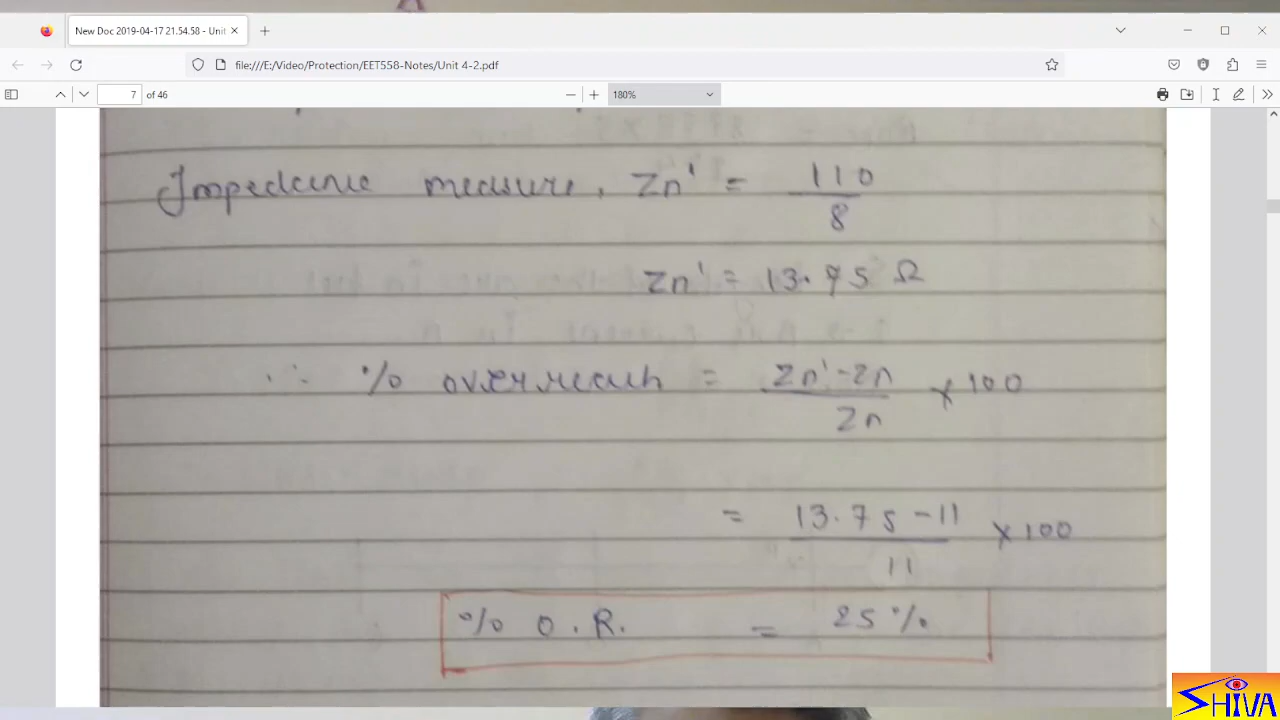 New Doc 2019-04-17 21.54.58 - Unit
file:///E:/Video/Protection/EET558-Notes/Unit 4-2.pdf
7 of 46
180%
Impedance measure, Zn' = 110
8
Zn' = 13.75 Ω
∴ % overreach = Zn' - Zn × 100
Zn
= 13.75 - 11 × 100
11
% O.R. = 25 %
SHIVA